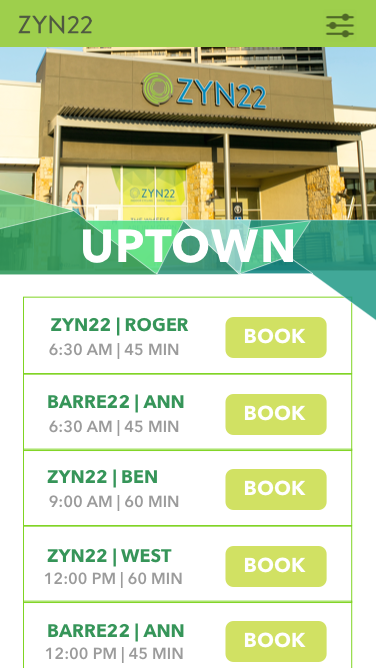 ZYN22
ZYN22
ZYN22
UPTOWN
ZYN22 | ROGER
6:30 AM | 45 MIN
BOOK
BARRE22 | ANN
6:30 AM | 45 MIN
BOOK
ZYN22 | BEN
9:00 AM | 60 MIN
BOOK
ZYN22 | WEST
12:00 PM | 60 MIN
BOOK
BARRE22 | ANN
12:00 PM | 45 MIN
BOOK